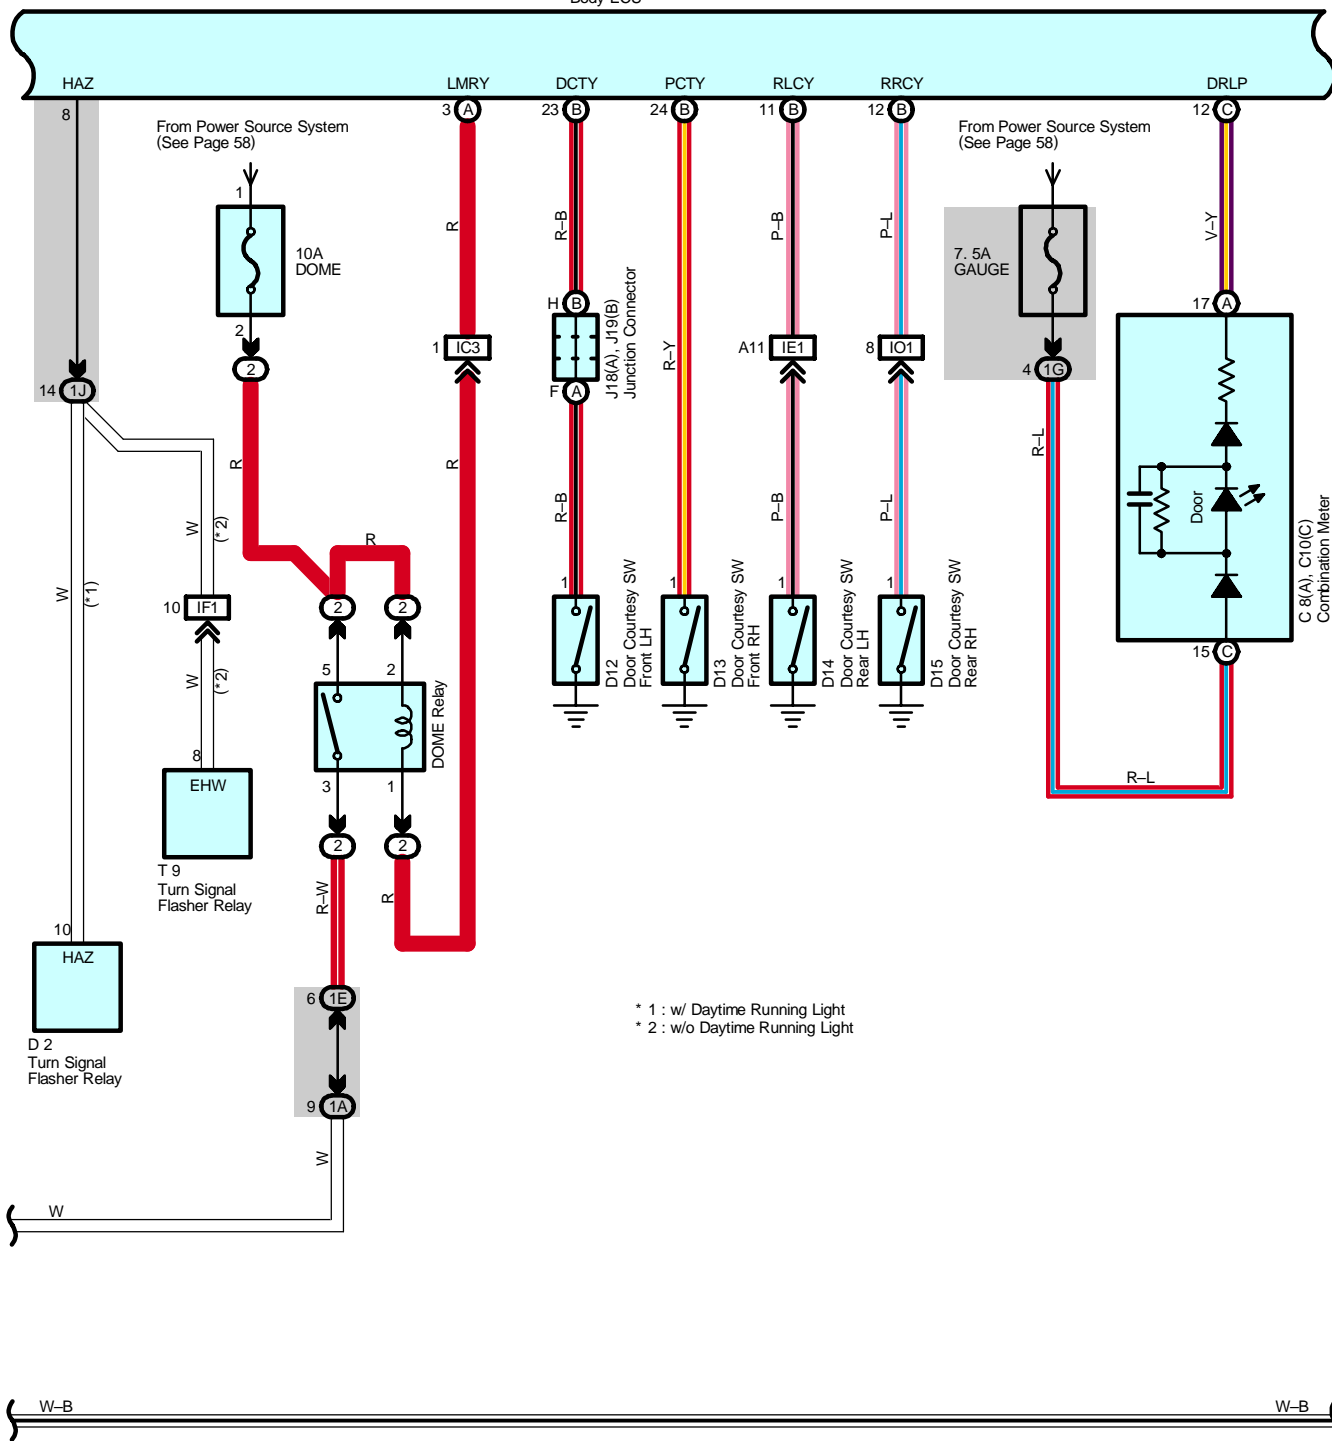 Body ECU
HAZ
LMRY
DCTY
PCTY
RLCY
RRCY
DRLP
8
3 A
23 B
24 B
11 B
12 B
12 C
From Power Source System
(See Page 58)
From Power Source System
(See Page 58)
1
10A
DOME
2
2
7. 5A
GAUGE
4 1G
R
R–B
P–B
P–L
V–Y
H B
J18(A), J19(B)
Junction Connector
F A
1 IC3
R–Y
A11 IE1
8 IO1
17 A
14 1J
R
R
R–B
P–B
P–L
R–L
Door
C 8(A), C10(C)
Combination Meter
15 C
W
(*1)
W
(*2)
R
10 IF1
W
(*2)
2
2
5
2
DOME Relay
3
1
2
2
1
D12
Door Courtesy SW
Front LH
1
D13
Door Courtesy SW
Front RH
1
D14
Door Courtesy SW
Rear LH
1
D15
Door Courtesy SW
Rear RH
R–L
8
EHW
T 9
Turn Signal
Flasher Relay
R–W
R
10
HAZ
D 2
Turn Signal
Flasher Relay
6 1E
9 1A
* 1 : w/ Daytime Running Light
* 2 : w/o Daytime Running Light
W
W
W–B
W–B